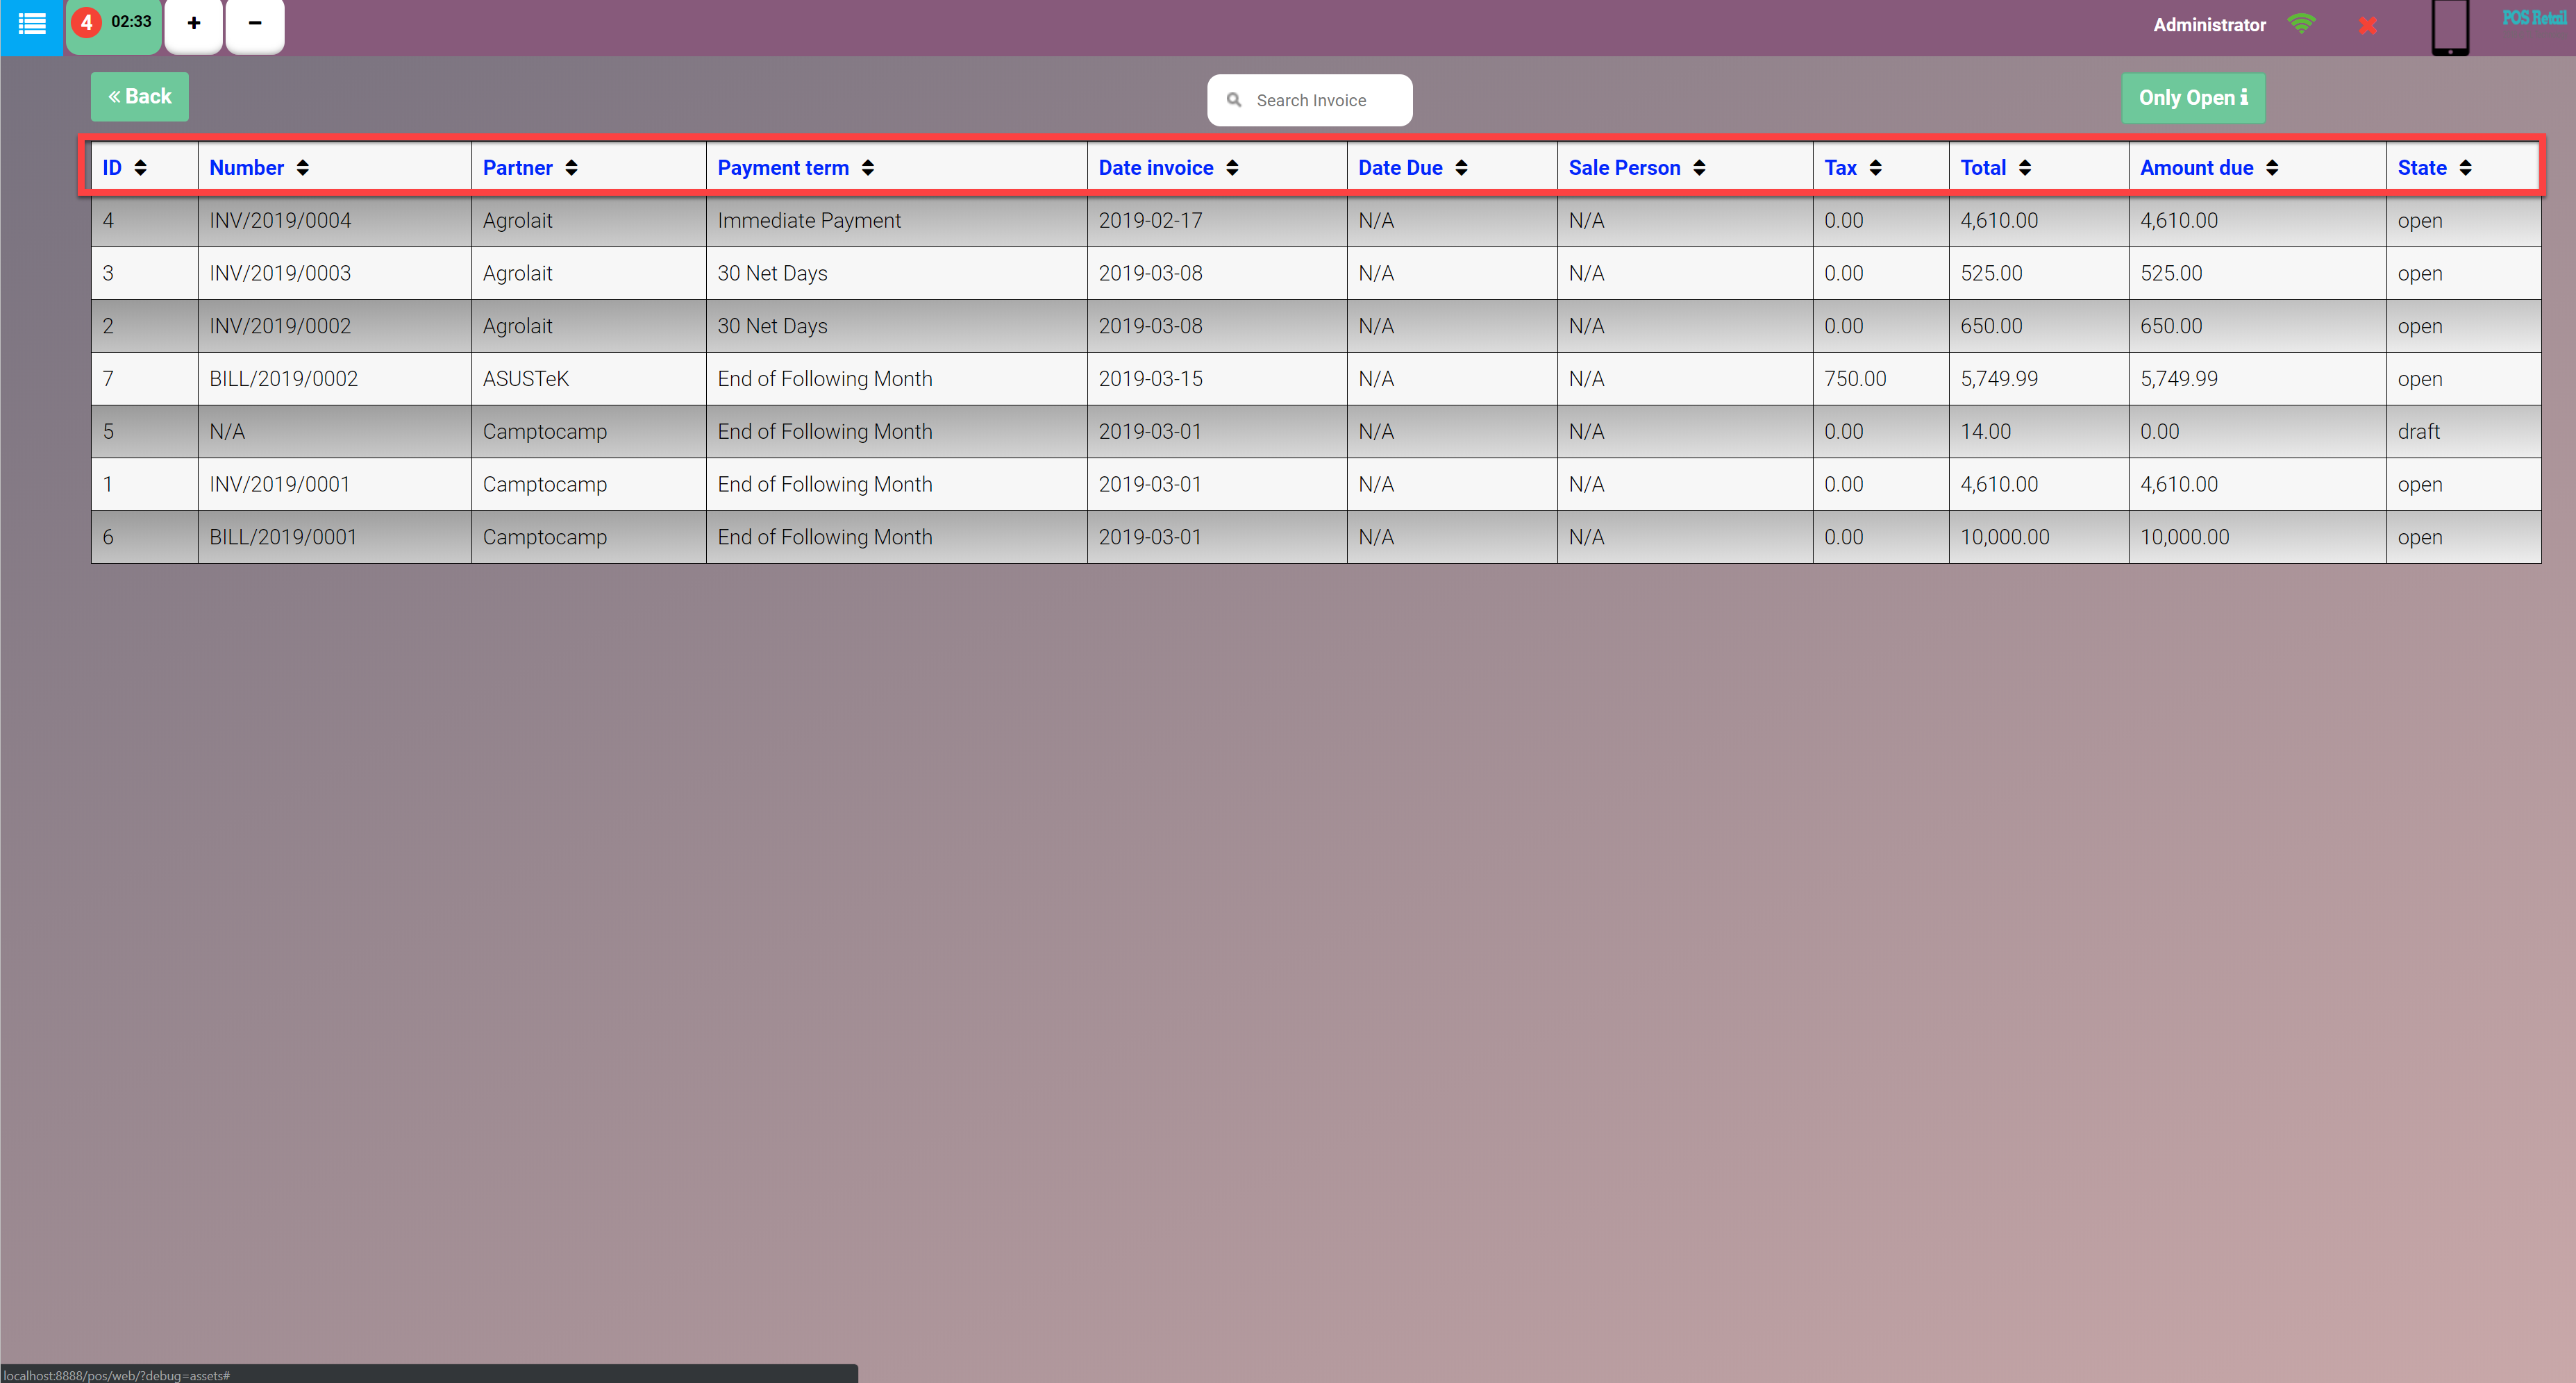 4 02:33 + − Administrator POS Retail
« Back Search Invoice Only Open i
ID Number Partner Payment term Date invoice Date Due Sale Person Tax Total Amount due State
4 INV/2019/0004 Agrolait Immediate Payment 2019-02-17 N/A N/A 0.00 4,610.00 4,610.00 open
3 INV/2019/0003 Agrolait 30 Net Days 2019-03-08 N/A N/A 0.00 525.00 525.00 open
2 INV/2019/0002 Agrolait 30 Net Days 2019-03-08 N/A N/A 0.00 650.00 650.00 open
7 BILL/2019/0002 ASUSTeK End of Following Month 2019-03-15 N/A N/A 750.00 5,749.99 5,749.99 open
5 N/A Camptocamp End of Following Month 2019-03-01 N/A N/A 0.00 14.00 0.00 draft
1 INV/2019/0001 Camptocamp End of Following Month 2019-03-01 N/A N/A 0.00 4,610.00 4,610.00 open
6 BILL/2019/0001 Camptocamp End of Following Month 2019-03-01 N/A N/A 0.00 10,000.00 10,000.00 open
localhost:8888/pos/web/?debug=assets#